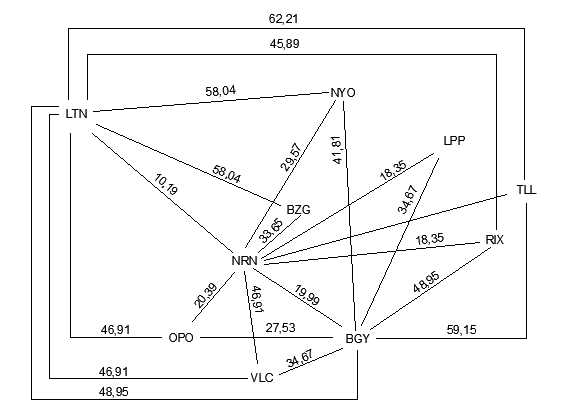 62,21
45,89
58,04
NYO
LTN
29,57
41,81
LPP
18,35
58,04
10,19
TLL
34,67
BZG
33,65
18,35
RIX
NRN
19,99
48,95
20,39
46,91
46,91
OPO
27,53
BGY
59,15
34,67
46,91
VLC
48,95